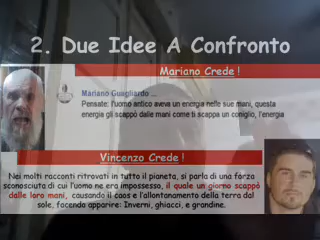 2. Due Idee A Confronto
Mariano Crede !
Mariano Guagliardo ...
Pensate: l'uomo antico aveva un energia nelle sue mani, questa
energia gli scappò dalle mani come ti scappa un coniglio, l'energia
Vincenzo Crede !
Nei molti racconti ritrovati in tutto il pianeta, si parla di una forza
sconosciuta di cui l'uomo ne era impossesso, il quale un giorno scappò
dalle loro mani, causando il caos e l'allontanamento della terra dal
sole, facendo apparire: Inverni, ghiacci, e grandine.